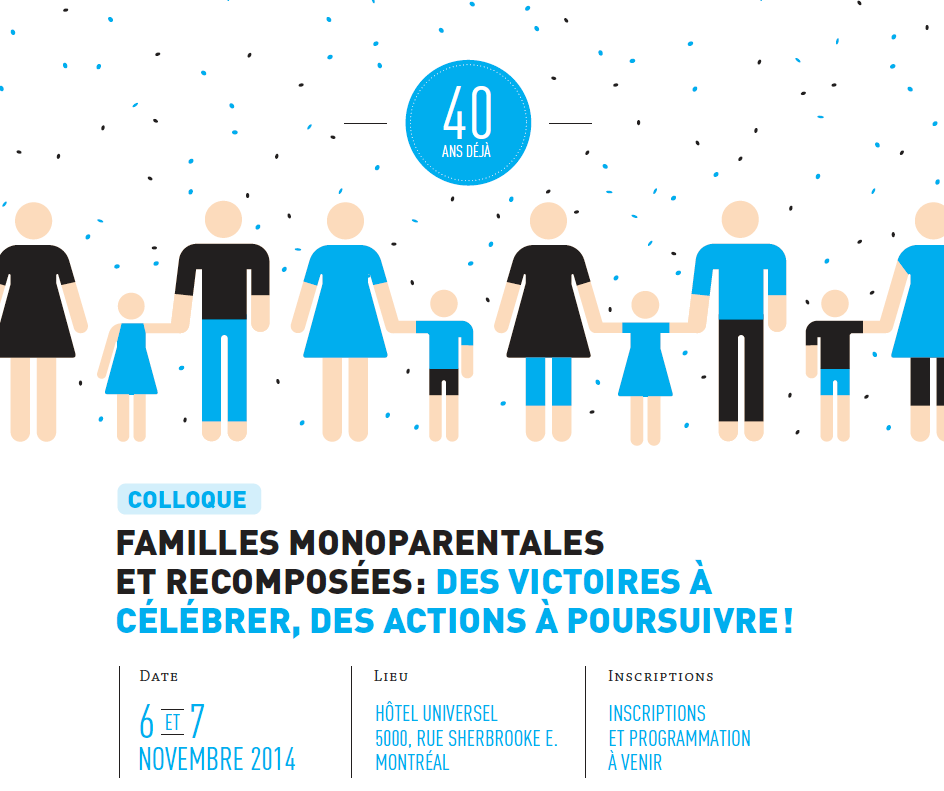 40
ANS DÉJÀ
COLLOQUE
FAMILLES MONOPARENTALES
ET RECOMPOSÉES : DES VICTOIRES À
CÉLÉBRER, DES ACTIONS À POURSUIVRE !
Date
6 ET 7
NOVEMBRE 2014
Lieu
HÔTEL UNIVERSEL
5000, RUE SHERBROOKE E.
MONTRÉAL
Inscriptions
INSCRIPTIONS
ET PROGRAMMATION
À VENIR